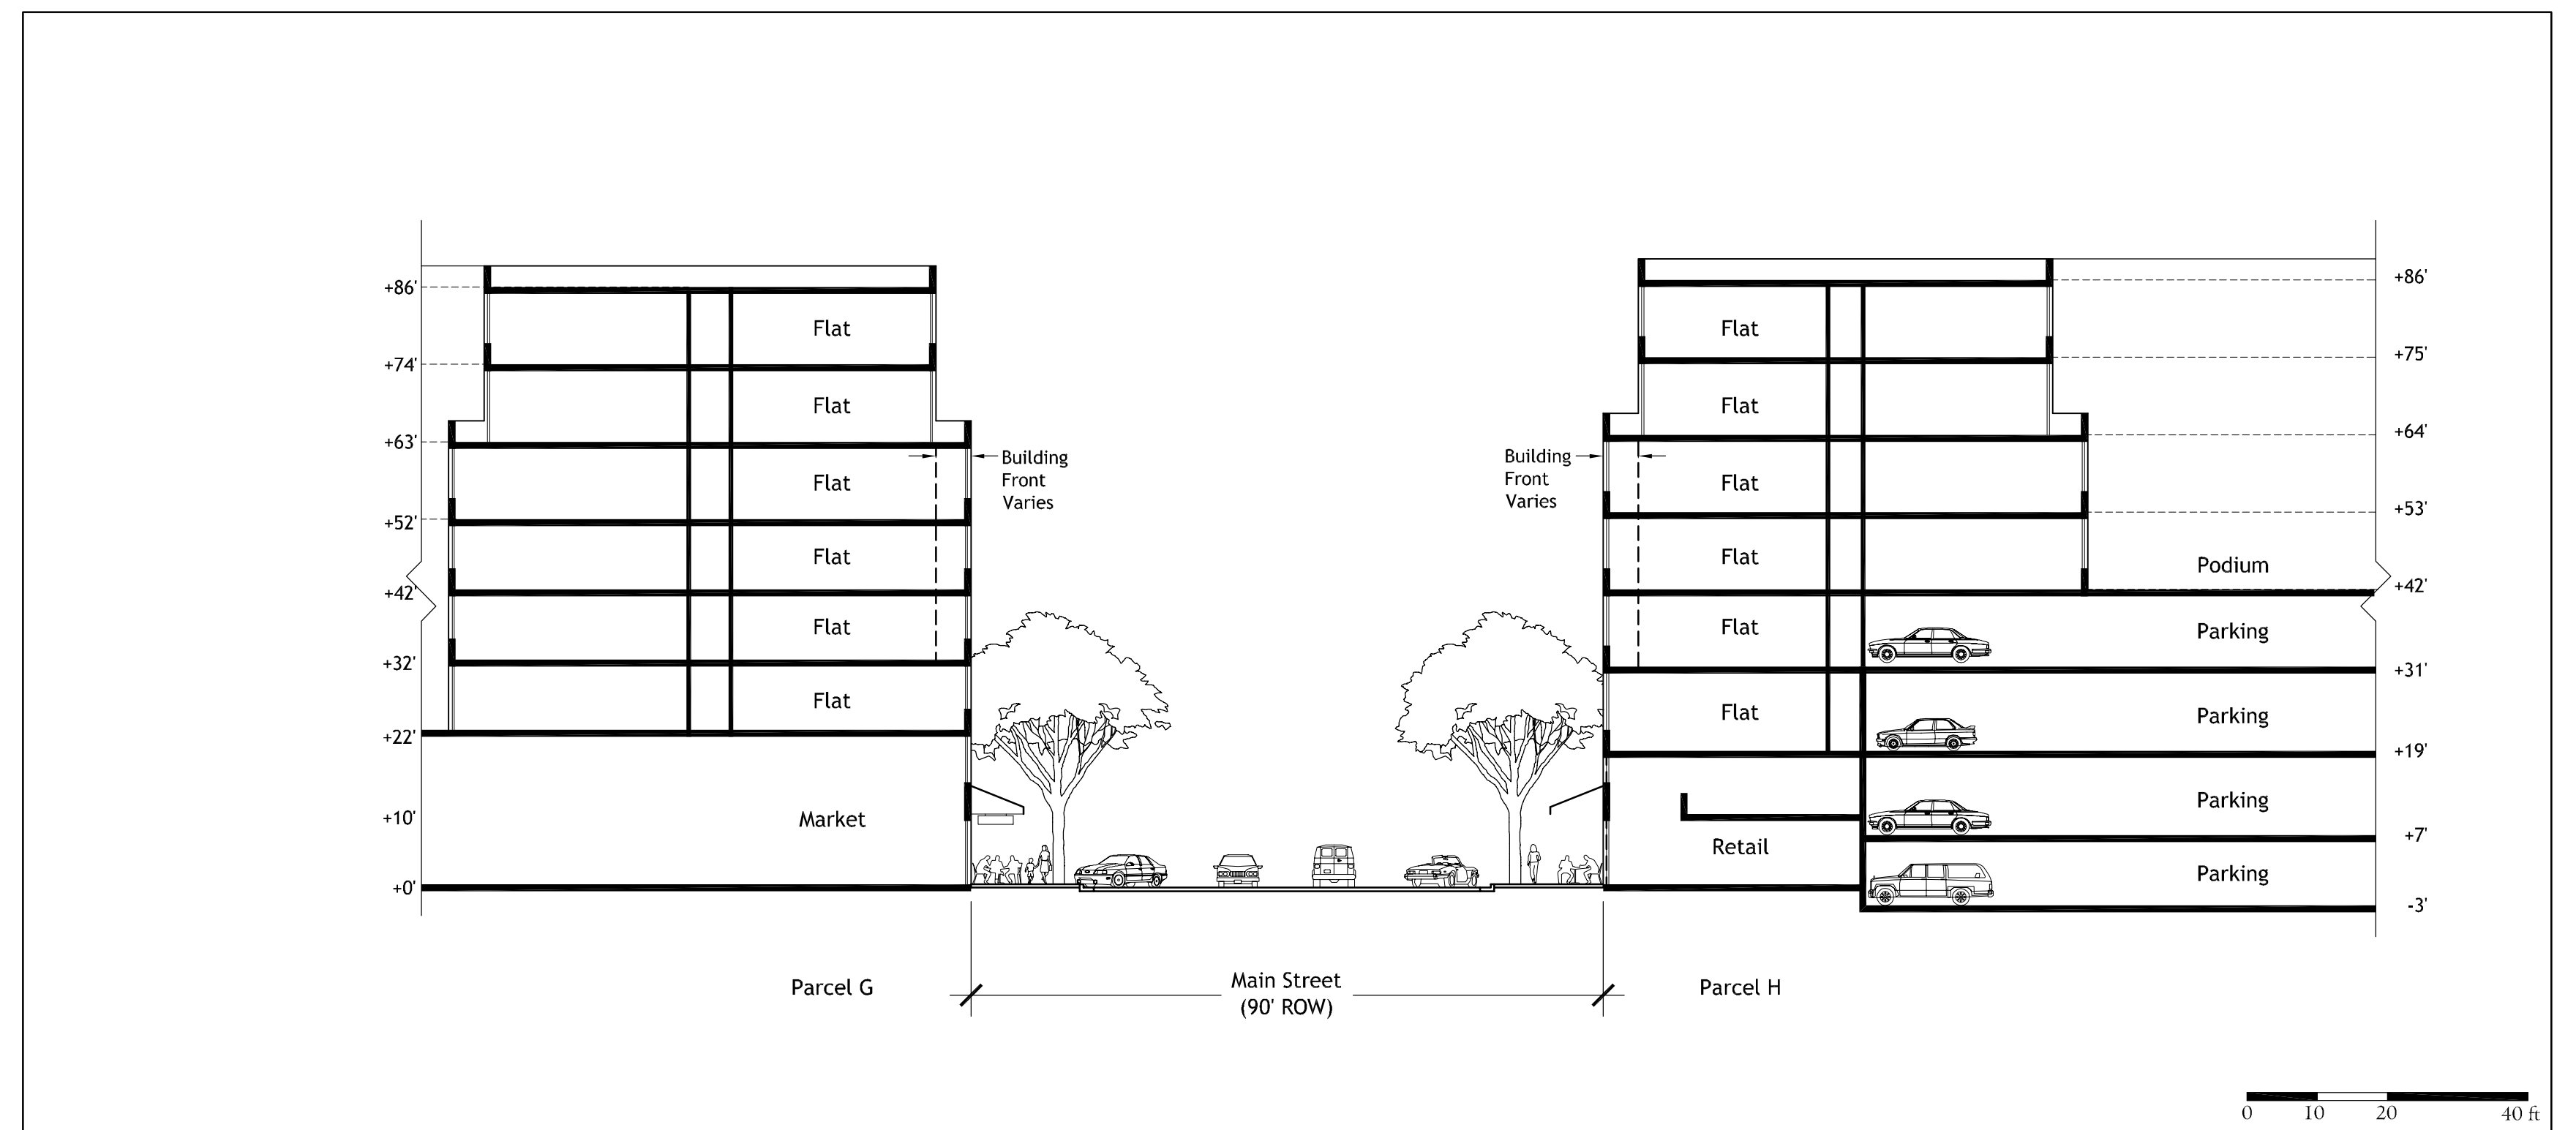 +86'
+86'
Flat
Flat
+74'
+75'
Flat
Flat
+63'
+64'
Building
Front
Varies
Building
Front
Varies
Flat
Flat
+52'
+53'
Flat
Flat
Podium
+42'
+42'
Flat
Flat
Parking
+32'
+31'
Flat
Flat
Parking
+22'
+19'
Market
Parking
+10'
+7'
Retail
Parking
+0'
-3'
Parcel G
Main Street
(90' ROW)
Parcel H
0 10 20 40 ft